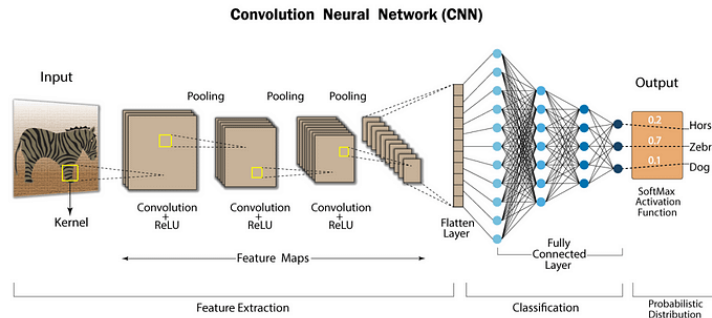 Convolution Neural Network (CNN)
Input
Kernel
Pooling
Pooling
Pooling
Convolution
+
ReLU
Convolution
+
ReLU
Convolution
+
ReLU
Feature Maps
Flatten
Layer
Fully
Connected
Layer
Output
0.2
0.7
0.1
Hors
Zebr
Dog
SoftMax
Activation
Function
Feature Extraction
Classification
Probabilistic
Distribution